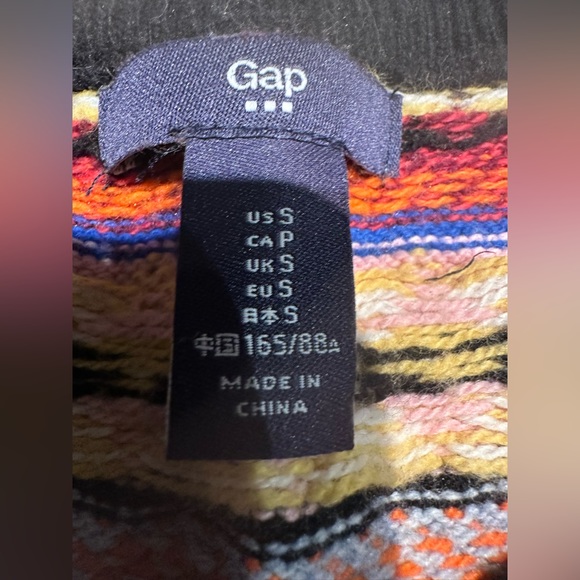 Gap
US S
CA P
UK S
EU S
日本 S
中国 165/88A
MADE IN
CHINA